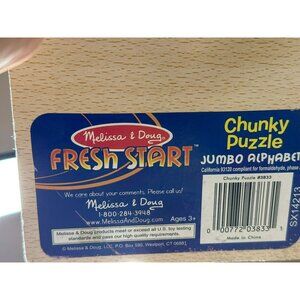 Melissa & Doug
FRESH START™
We care about your comments. Please call us!
Melissa & Doug
1-800-284-3948
www.MelissaAndDoug.com
Ages 3+
Melissa & Doug products meet or exceed all U.S. toy testing
standards and pass our high quality requirements.
© Melissa & Doug, LLC P.O. Box 590, Westport, CT 06881
Chunky
Puzzle
JUMBO ALPHABET
California 93120 compliant for formaldehyde, phase
Chunky Puzzle #3833
0 00772 03833
Made in China
SX14213